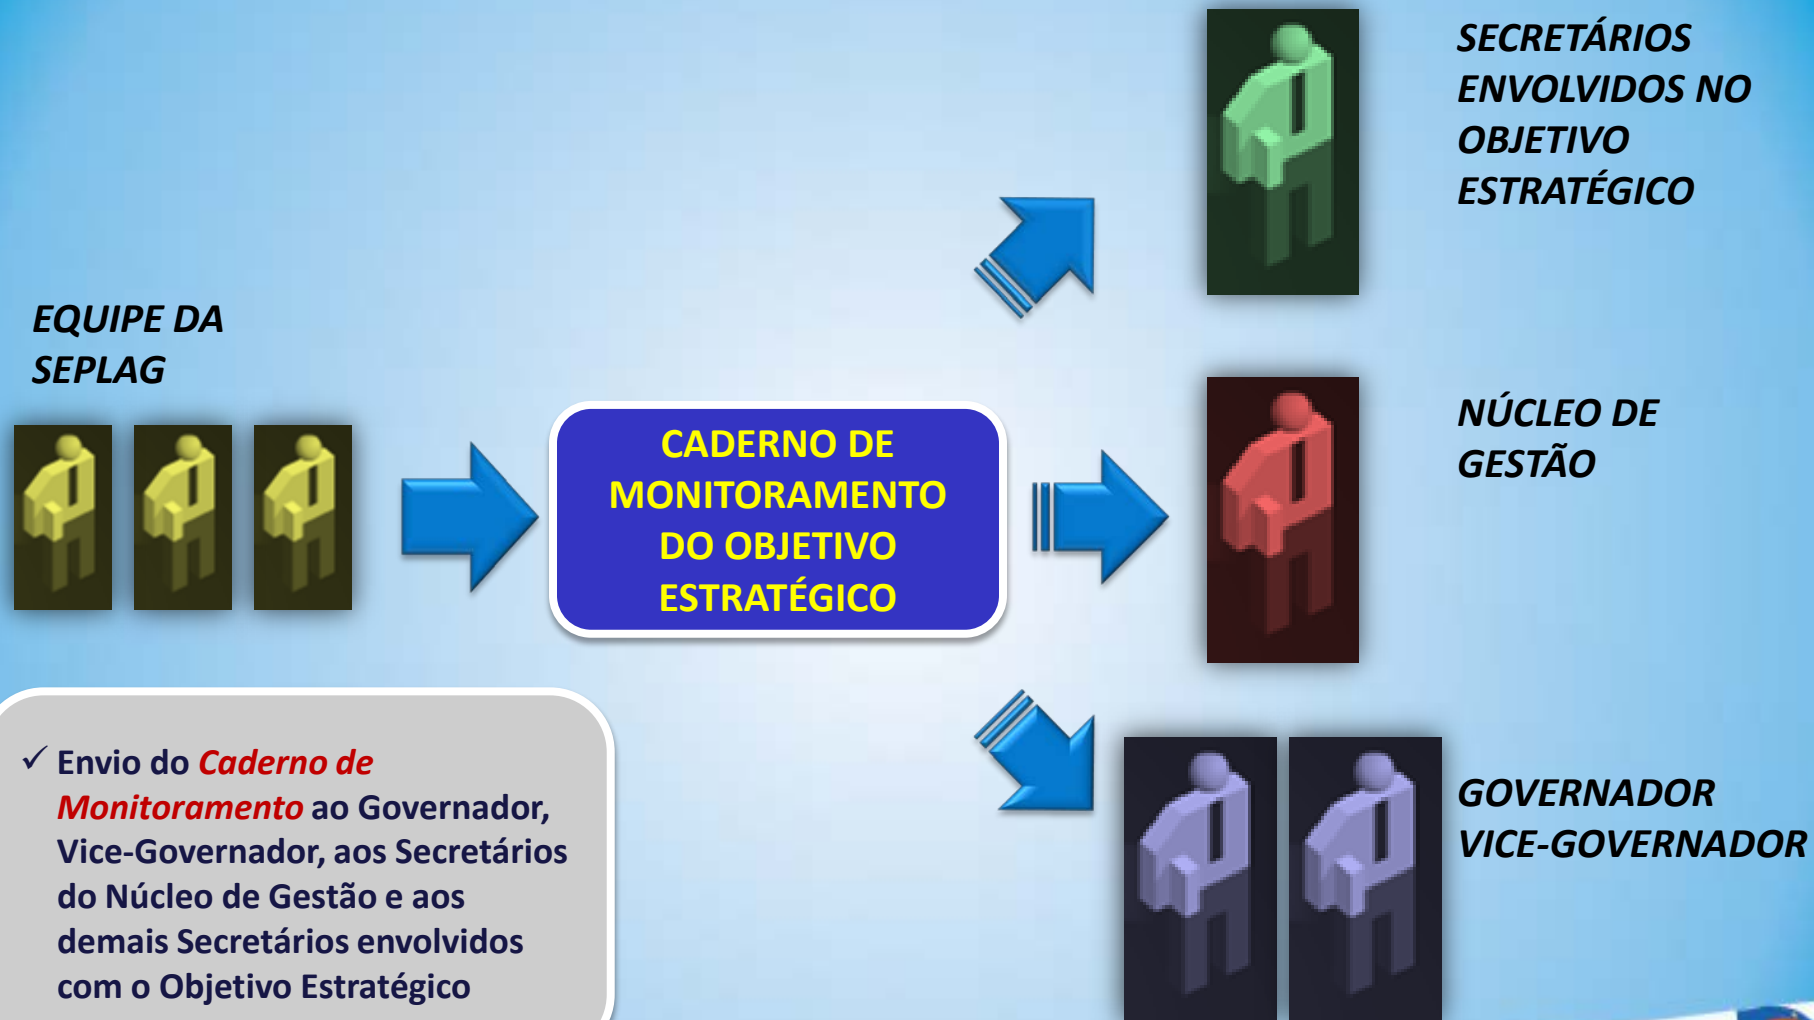 EQUIPE DA
SEPLAG
CADERNO DE
MONITORAMENTO
DO OBJETIVO
ESTRATÉGICO
SECRETÁRIOS
ENVOLVIDOS NO
OBJETIVO
ESTRATÉGICO
NÚCLEO DE
GESTÃO
GOVERNADOR
VICE-GOVERNADOR
✓ Envio do Caderno de
Monitoramento ao Governador,
Vice-Governador, aos Secretários
do Núcleo de Gestão e aos
demais Secretários envolvidos
com o Objetivo Estratégico